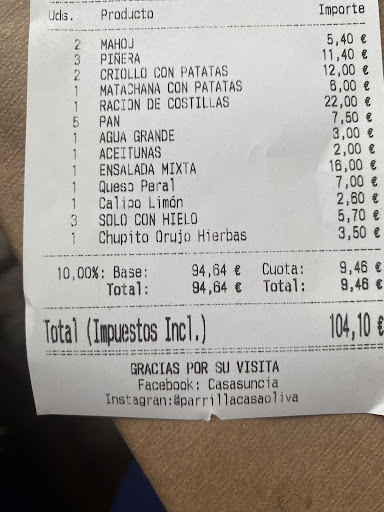 Uds. Producto Importe
2 MAHOU 5,40 €
3 PIÑERA 11,40 €
2 CRIOLLO CON PATATAS 12,00 €
1 MATACHANA CON PATATAS 6,00 €
1 RACION DE COSTILLAS 22,00 €
5 PAN 7,50 €
1 AGUA GRANDE 3,00 €
1 ACEITUNAS 2,00 €
1 ENSALADA MIXTA 16,00 €
1 Queso Peral 7,00 €
1 Calipo Limón 2,60 €
3 SOLO CON HIELO 5,70 €
1 Chupito Orujo Hierbas 3,50 €
10,00%: Base: 94,64 € Cuota: 9,46 €
Total: 94,64 € Total: 9,46 €
Total (Impuestos Incl.) 104,10 €
GRACIAS POR SU VISITA
Facebook: Casasuncia
Instagran:@parrillacasaoliva